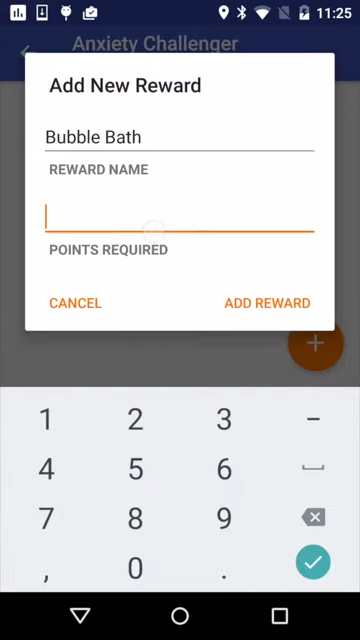 11:25
Anxiety Challenger
Add New Reward
Bubble Bath
REWARD NAME
POINTS REQUIRED
CANCEL ADD REWARD
+
1 2 3 -
4 5 6
7 8 9
, 0 .